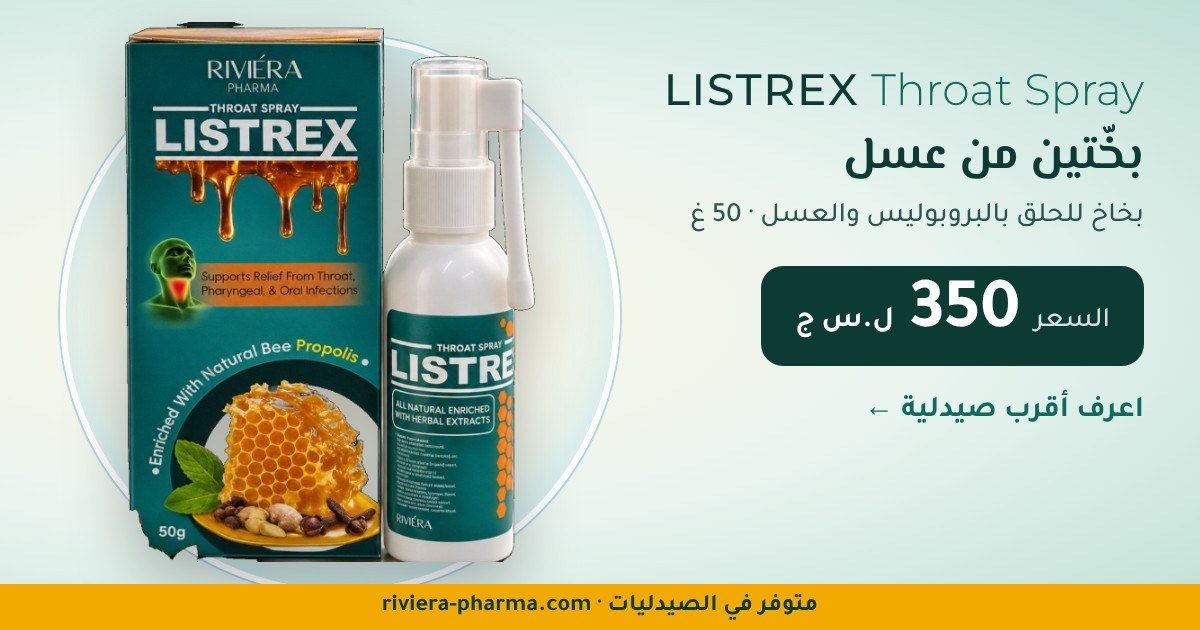 RIVIÉRA
PHARMA
THROAT SPRAY
LISTREX
Supports Relief From Throat,
Pharyngeal, & Oral Infections
Enriched With Natural Bee Propolis
50g
THROAT SPRAY
LISTRE
ALL NATURAL ENRICHED
WITH HERBAL EXTRACTS
RIVIÉRA
LISTREX Throat Spray
بخّتين من عسل
بخاخ للحلق بالبروبوليس والعسل · 50 غ
السعر 350 ل.س ج
اعرف أقرب صيدلية ←
متوفر في الصيدليات · riviera-pharma.com